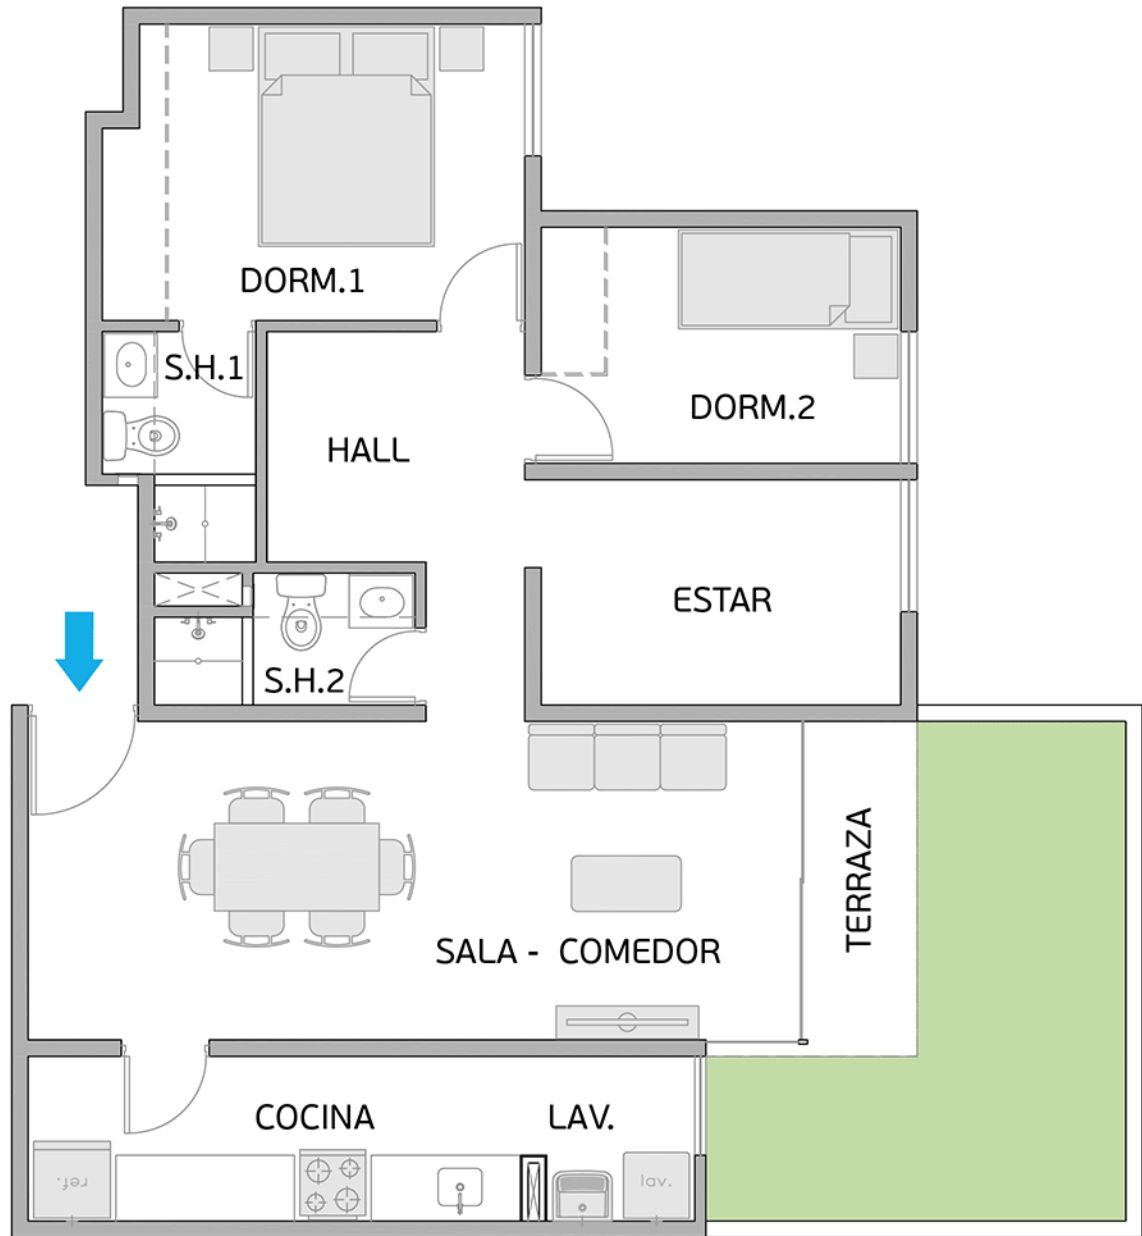 DORM.1
S.H.1
DORM.2
HALL
ESTAR
S.H.2
TERRAZA
SALA - COMEDOR
COCINA
LAV.
ref.
lav.